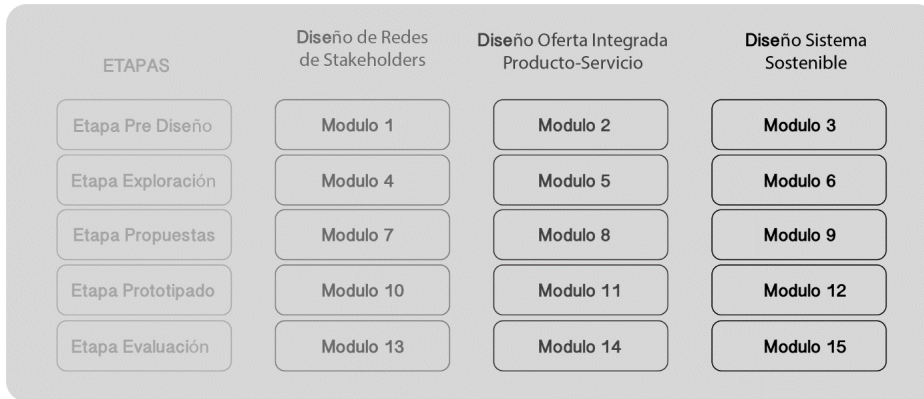 ETAPAS
Diseño de Redes
de Stakeholders
Diseño Oferta Integrada
Producto-Servicio
Diseño Sistema
Sostenible
Etapa Pre Diseño
Modulo 1
Modulo 2
Modulo 3
Etapa Exploración
Modulo 4
Modulo 5
Modulo 6
Etapa Propuestas
Modulo 7
Modulo 8
Modulo 9
Etapa Prototipado
Modulo 10
Modulo 11
Modulo 12
Etapa Evaluación
Modulo 13
Modulo 14
Modulo 15